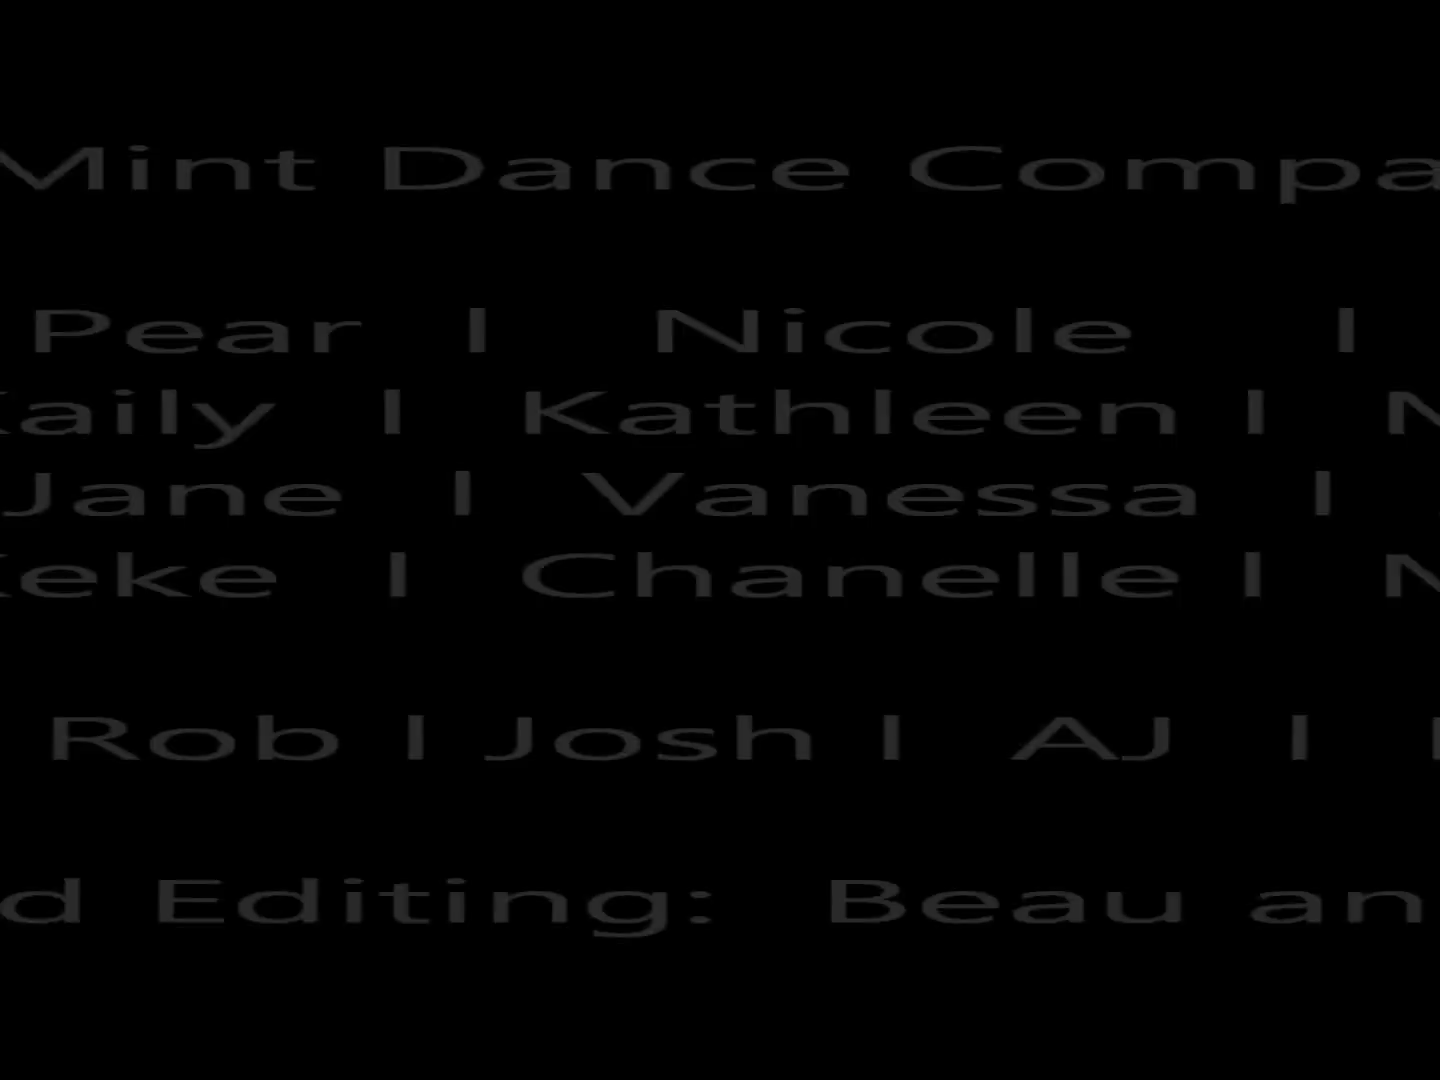 Mint Dance Compa
Pear I Nicole I
aily I Kathleen I N
Jane I Vanessa I
eke I Chanelle I N
Rob I Josh I AJ I
d Editing: Beau an